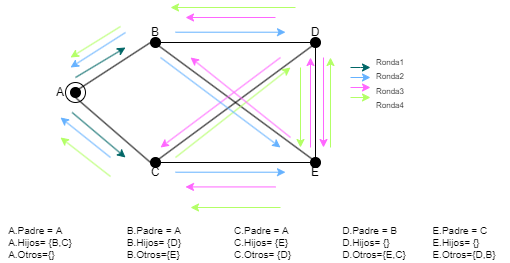 B
D
A
C
E
Ronda1
Ronda2
Ronda3
Ronda4
A.Padre = A
A.Hijos= {B,C}
A.Otros={}
B.Padre = A
B.Hijos= {D}
B.Otros={E}
C.Padre = A
C.Hijos= {E}
C.Otros= {D}
D.Padre = B
D.Hijos= {}
D.Otros={E,C}
E.Padre = C
E.Hijos= {}
E.Otros={D,B}